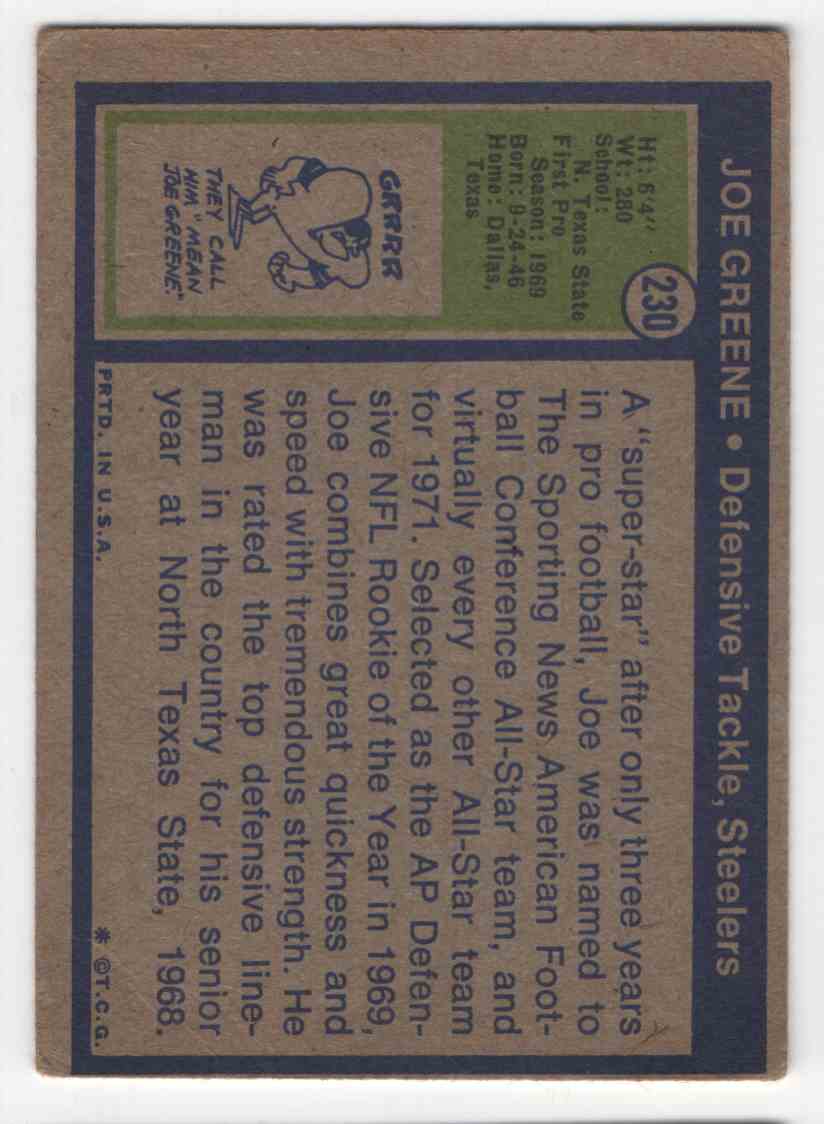 JOE GREENE • Defensive Tackle, Steelers
230
Ht: 6'4''
Wt: 280
School:
N. Texas State
First Pro
Season: 1969
Born: 9-24-46
Home: Dallas,
Texas
GRRRR
THEY CALL
HIM "MEAN
JOE GREENE."
A "super-star" after only three years
in pro football, Joe was named to
The Sporting News American Foot-
ball Conference All-Star team, and
virtually every other All-Star team
for 1971. Selected as the AP Defen-
sive NFL Rookie of the Year in 1969,
Joe combines great quickness and
speed with tremendous strength. He
was rated the top defensive line-
man in the country for his senior
year at North Texas State, 1968.
PRTD. IN U.S.A.
* ©T.C.G.